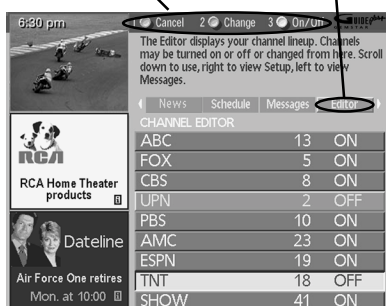 6:30 pm
1 Cancel 2 Change 3 On/Off
VIDEO
GEMSTAR
The Editor displays your channel lineup. Channels
may be turned on or off or changed from here. Scroll
down to use, right to view Setup, left to view
Messages.
News Schedule Messages Editor
CHANNEL EDITOR
ABC 13 ON
FOX 5 ON
CBS 8 ON
UPN 2 OFF
PBS 10 ON
AMC 23 ON
ESPN 19 ON
TNT 18 OFF
SHOW 41 ON
RCA
RCA Home Theater
products
Dateline
Air Force One retires
Mon. at 10:00